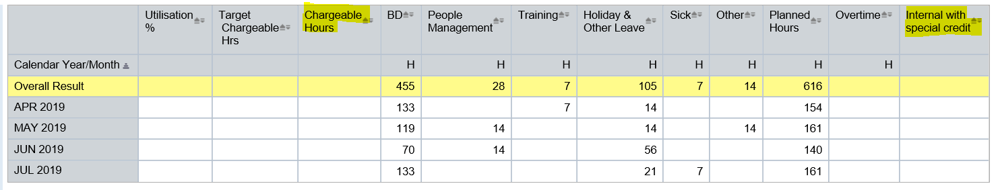 Utilisation % Target Chargeable Hrs Chargeable Hours BD People Management Training Holiday & Other Leave Sick Other Planned Hours Overtime Internal with special credit
Calendar Year/Month H H H H H H H H
Overall Result 455 28 7 105 7 14 616
APR 2019 133 7 14 154
MAY 2019 119 14 14 14 161
JUN 2019 70 14 56 140
JUL 2019 133 21 7 161